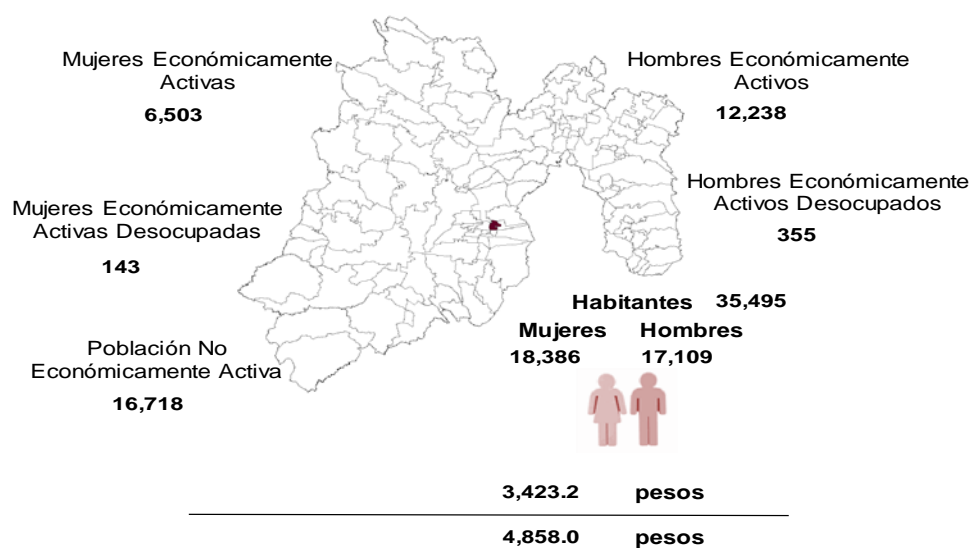 Mujeres Económicamente
Activas
6,503
Hombres Económicamente
Activos
12,238
Mujeres Económicamente
Activas Desocupadas
143
Hombres Económicamente
Activos Desocupados
355
Habitantes 35,495
Mujeres Hombres
18,386 17,109
Población No
Económicamente Activa
16,718
3,423.2 pesos
4,858.0 pesos